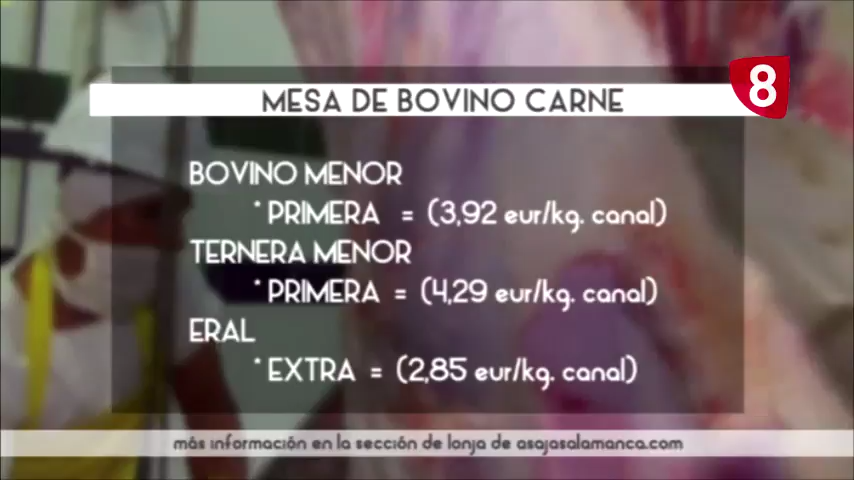 MESA DE BOVINO CARNE
8
BOVINO MENOR
* PRIMERA = (3,92 eur/kg. canal)
TERNERA MENOR
* PRIMERA = (4,29 eur/kg. canal)
ERAL
* EXTRA = (2,85 eur/kg. canal)
más información en la sección de lonja de asajasalamanca.com